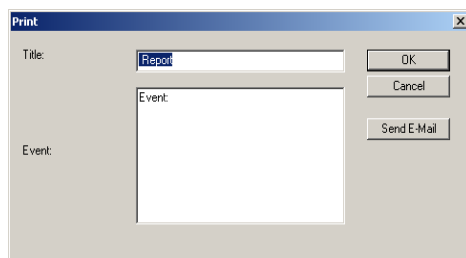 Print
Title:
Report
OK
Cancel
Event:
Send E-Mail
Event: